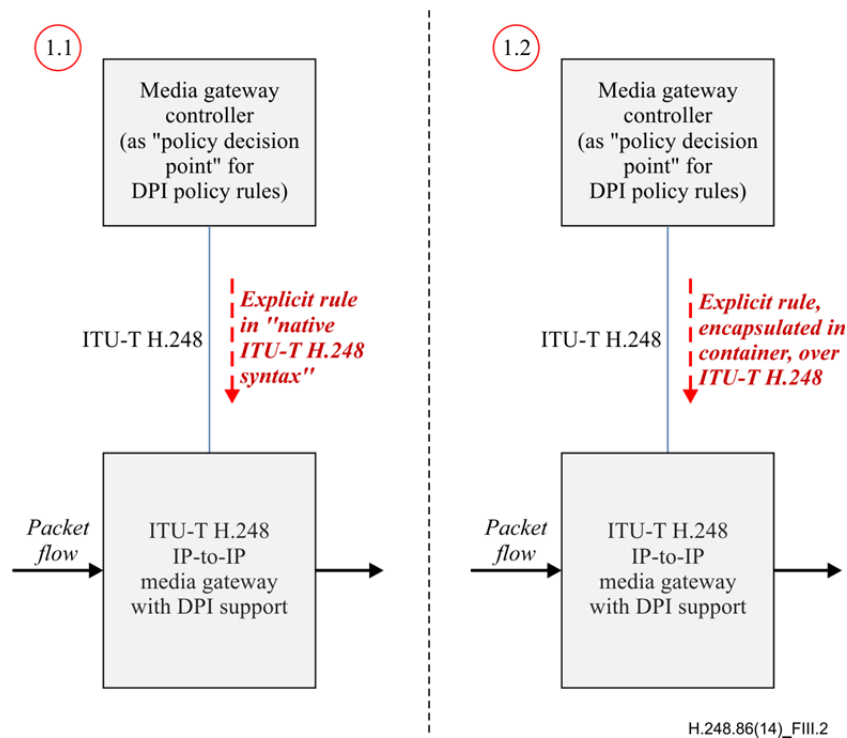 1.1
Media gateway
controller
(as "policy decision
point" for
DPI policy rules)
ITU-T H.248
Explicit rule
in "native
ITU-T H.248
syntax"
Packet
flow
ITU-T H.248
IP-to-IP
media gateway
with DPI support
1.2
Media gateway
controller
(as "policy decision
point" for
DPI policy rules)
ITU-T H.248
Explicit rule,
encapsulated in
container, over
ITU-T H.248
Packet
flow
ITU-T H.248
IP-to-IP
media gateway
with DPI support
H.248.86(14)_FIII.2